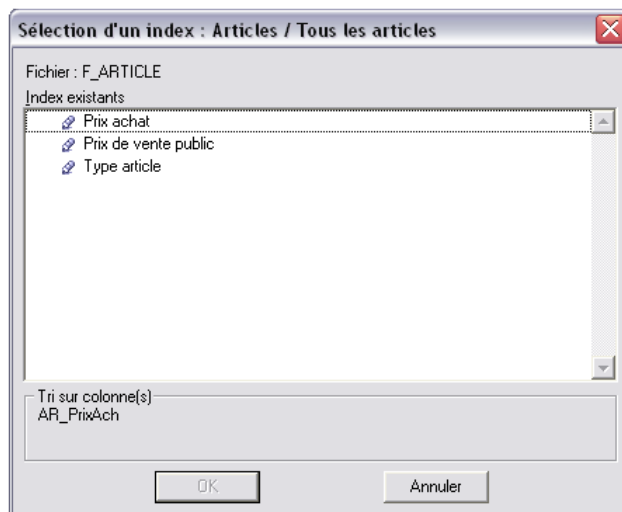 Sélection d'un index : Articles / Tous les articles
Fichier : F_ARTICLE
Index existants
Prix achat
Prix de vente public
Type article
Tri sur colonne(s)
AR_PrixAch
OK
Annuler